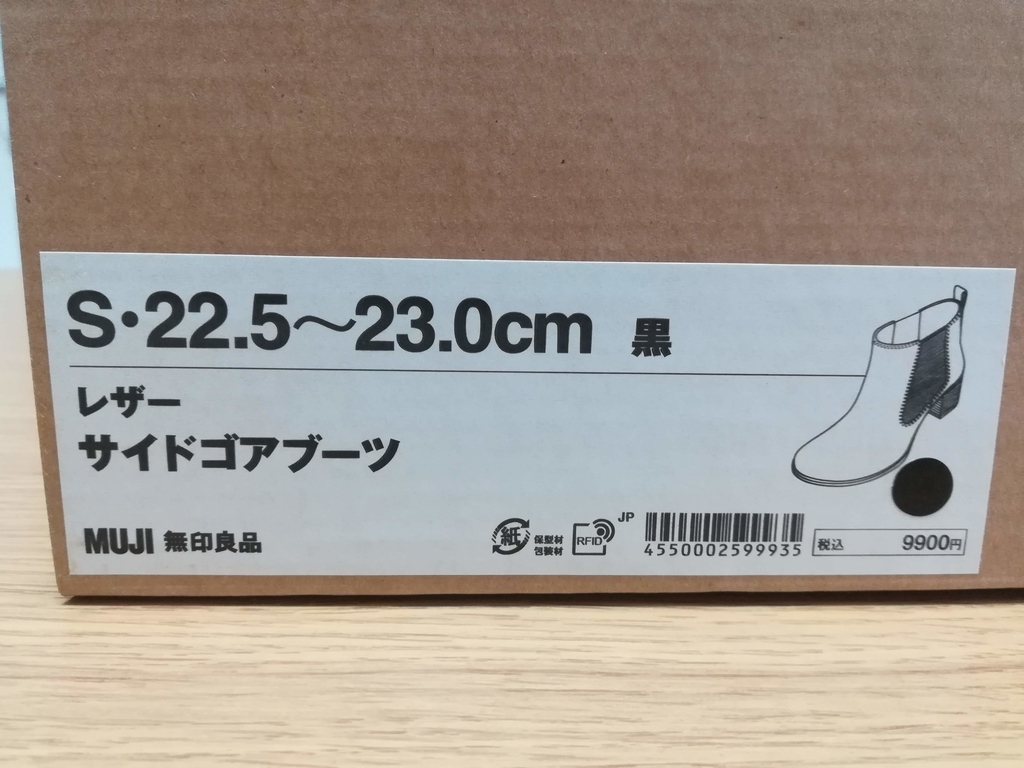 S・22.5～23.0cm 黒
レザー
サイドゴアブーツ
MUJI 無印良品
紙 保型材
包装材
RFID
JP
4550002599935
税込 9900円